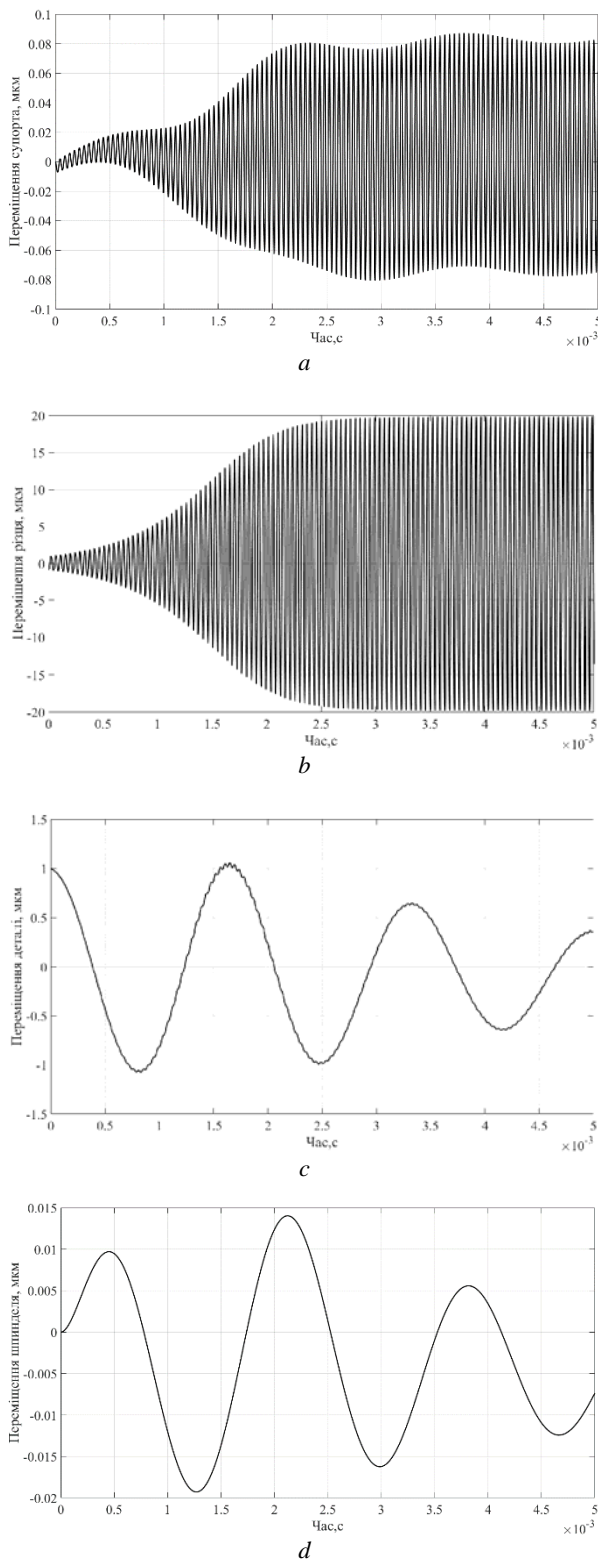 0.1
0.08
0.06
0.04
0.02
0
-0.02
-0.04
-0.06
-0.08
-0.1
Переміщення супорта, мкм
0 0.5 1 1.5 2 2.5 3 3.5 4 4.5 5
Час,с
×10⁻³
a
20
15
10
5
0
-5
-10
-15
-20
Переміщення різця, мкм
0 0.5 1 1.5 2 2.5 3 3.5 4 4.5 5
Час,с
×10⁻³
b
1.5
1
0.5
0
-0.5
-1
-1.5
Переміщення деталі, мкм
0 0.5 1 1.5 2 2.5 3 3.5 4 4.5 5
Час,с
×10⁻³
c
0.015
0.01
0.005
0
-0.005
-0.01
-0.015
-0.02
Переміщення шпинделя, мкм
0 0.5 1 1.5 2 2.5 3 3.5 4 4.5 5
Час,с
×10⁻³
d